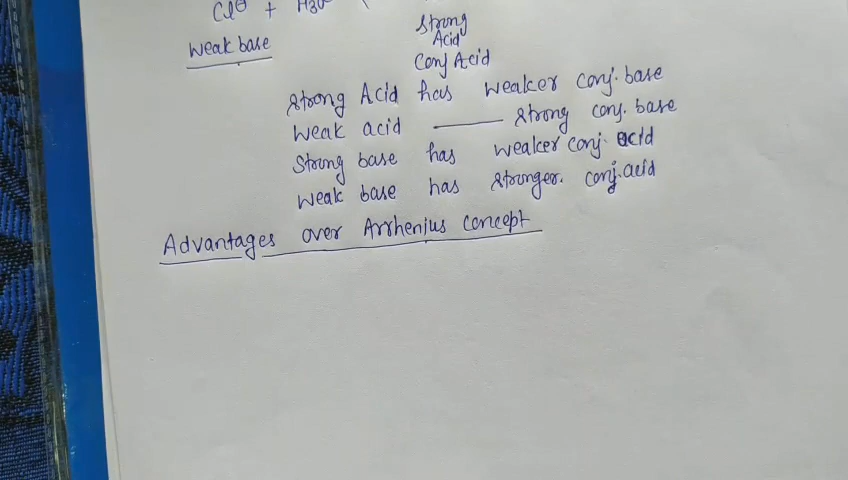 Cl⊖ + H3O
Strong
Acid
Weak base
Conj Acid
Strong Acid has weaker conj. base
Weak acid ——— strong conj. base
Strong base has weaker conj. acid
Weak base has stronger. conj. acid
Advantages over Arrhenius concept